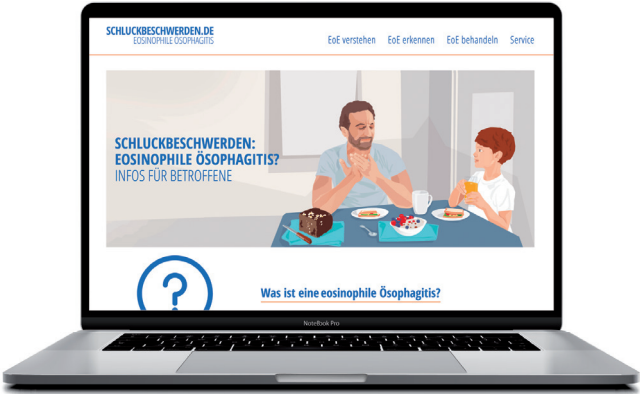 SCHLUCKBESCHWERDEN.DE
EOSINOPHILE ÖSOPHAGITIS
EoE verstehen EoE erkennen EoE behandeln Service
SCHLUCKBESCHWERDEN:
EOSINOPHILE ÖSOPHAGITIS?
INFOS FÜR BETROFFENE
?
Was ist eine eosinophile Ösophagitis?
NoteBook Pro